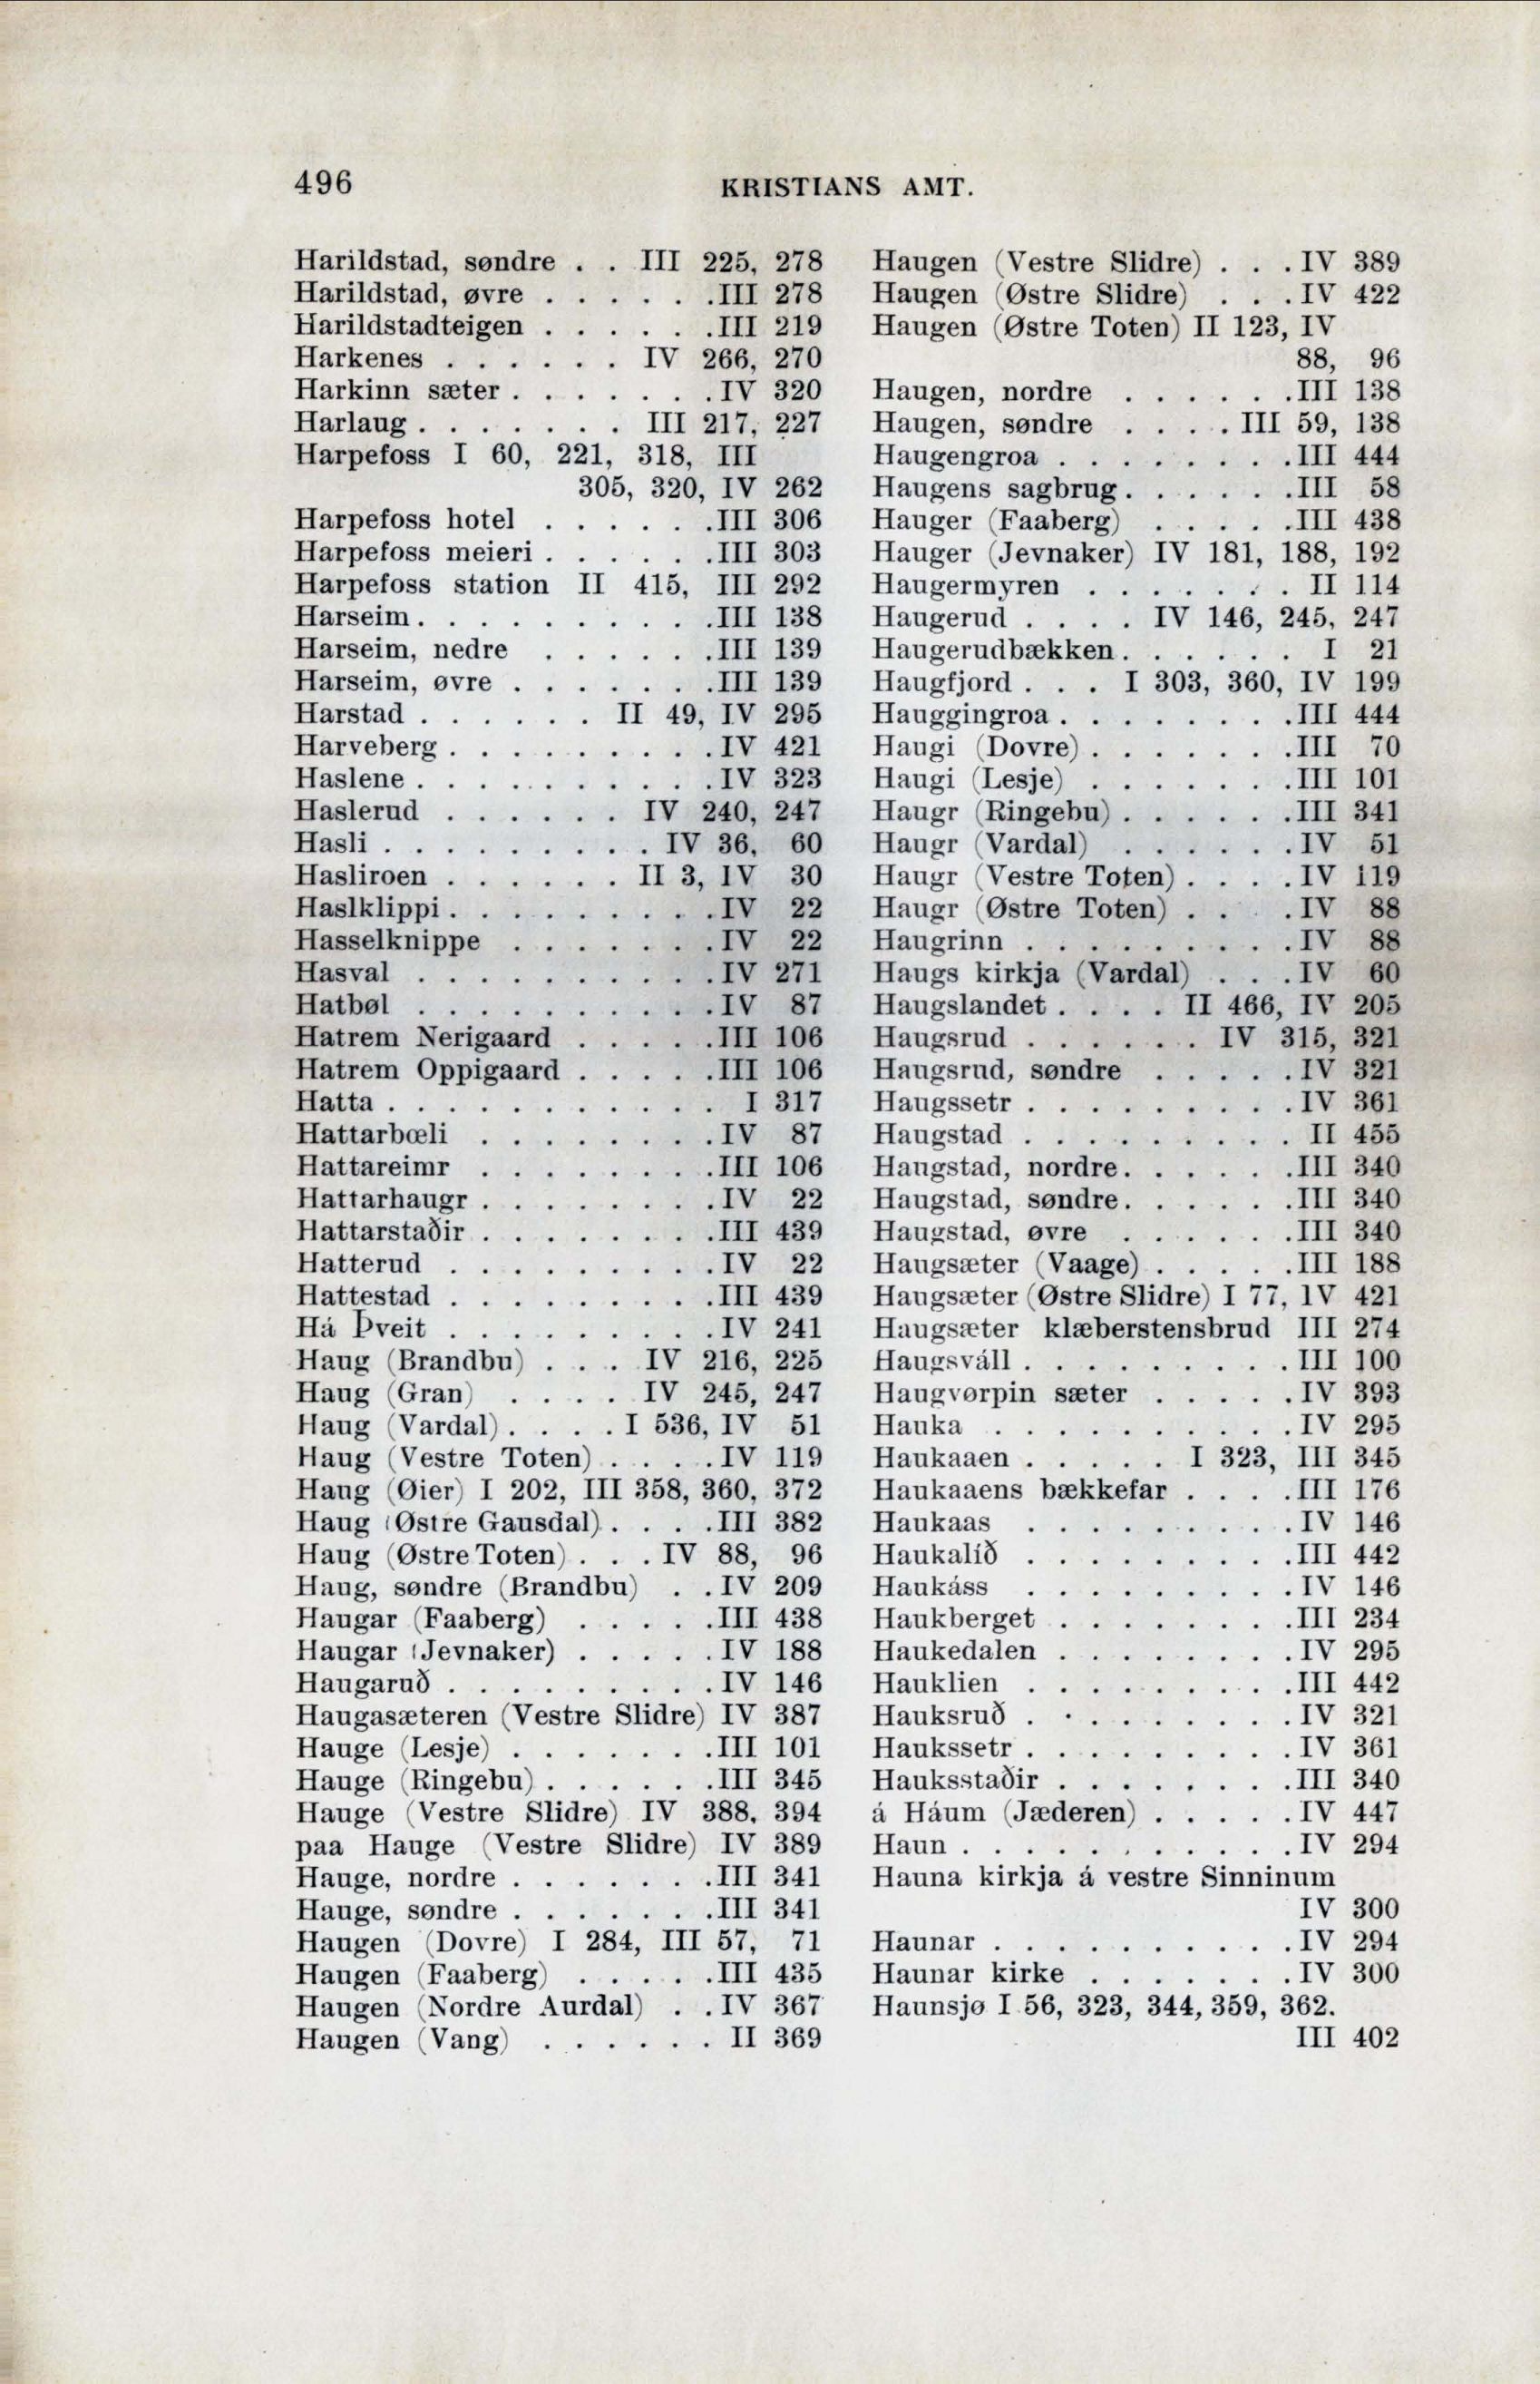 496
KRISTIANS AMT.
Harildstad, søndre . . III 225, 278
Harildstad, øvre . . . . . . III 278
Harildstadteigen . . . . . . III 219
Harkenes . . . . . . IV 266, 270
Harkinn sæter . . . . . . . IV 320
Harlaug . . . . . . . III 217, 227
Harpefoss I 60, 221, 318, III
305, 320, IV 262
Harpefoss hotel . . . . . . III 306
Harpefoss meieri . . . . . . III 303
Harpefoss station II 415, III 292
Harseim . . . . . . . . . . III 138
Harseim, nedre . . . . . . III 139
Harseim, øvre . . . . . . . III 139
Harstad . . . . . . II 49, IV 295
Harveberg . . . . . . . . . IV 421
Haslene . . . . . . . . . . IV 323
Haslerud . . . . . . IV 240, 247
Hasli . . . . . . . . . . IV 36, 60
Hasliroen . . . . . . II 3, IV 30
Haslklippi . . . . . . . . . IV 22
Hasselknippe . . . . . . . IV 22
Hasval . . . . . . . . . . IV 271
Hatbøl . . . . . . . . . . IV 87
Hatrem Nerigaard . . . . . III 106
Hatrem Oppigaard . . . . . III 106
Hatta . . . . . . . . . . . I 317
Hattarbœli . . . . . . . . IV 87
Hattareimr . . . . . . . . III 106
Hattarhaugr . . . . . . . . IV 22
Hattarstaðir . . . . . . . . III 439
Hatterud . . . . . . . . . IV 22
Hattestad . . . . . . . . . III 439
Há Þveit . . . . . . . . . IV 241
Haug (Brandbu) . . . IV 216, 225
Haug (Gran) . . . . IV 245, 247
Haug (Vardal) . . . . I 536, IV 51
Haug (Vestre Toten) . . . . IV 119
Haug (Øier) I 202, III 358, 360, 372
Haug (Østre Gausdal) . . . . III 382
Haug (Østre Toten) . . . IV 88, 96
Haug, søndre (Brandbu) . . IV 209
Haugar (Faaberg) . . . . . III 438
Haugar (Jevnaker) . . . . . IV 188
Haugaruð . . . . . . . . . IV 146
Haugasæteren (Vestre Slidre) IV 387
Hauge (Lesje) . . . . . . . III 101
Hauge (Ringebu) . . . . . . III 345
Hauge (Vestre Slidre) IV 388, 394
paa Hauge (Vestre Slidre) IV 389
Hauge, nordre . . . . . . . III 341
Hauge, søndre . . . . . . . III 341
Haugen (Dovre) I 284, III 57, 71
Haugen (Faaberg) . . . . . III 435
Haugen (Nordre Aurdal) . . IV 367
Haugen (Vang) . . . . . . II 369
Haugen (Vestre Slidre) . . . IV 389
Haugen (Østre Slidre) . . . IV 422
Haugen (Østre Toten) II 123, IV
88, 96
Haugen, nordre . . . . . . III 138
Haugen, søndre . . . . III 59, 138
Haugengroa . . . . . . . . III 444
Haugens sagbrug . . . . . . III 58
Hauger (Faaberg) . . . . . III 438
Hauger (Jevnaker) IV 181, 188, 192
Haugermyren . . . . . . . II 114
Haugerud . . . . IV 146, 245, 247
Haugerudbækken . . . . . . I 21
Haugfjord . . . I 303, 360, IV 199
Hauggingroa . . . . . . . . III 444
Haugi (Dovre) . . . . . . . III 70
Haugi (Lesje) . . . . . . . III 101
Haugr (Ringebu) . . . . . . III 341
Haugr (Vardal) . . . . . . IV 51
Haugr (Vestre Toten) . . . . IV 119
Haugr (Østre Toten) . . . IV 88
Haugrinn . . . . . . . . . IV 88
Haugs kirkja (Vardal) . . . IV 60
Haugslandet . . . . II 466, IV 205
Haugsrud . . . . . . IV 315, 321
Haugsrud, søndre . . . . . IV 321
Haugssetr . . . . . . . . . IV 361
Haugstad . . . . . . . . . II 455
Haugstad, nordre . . . . . . III 340
Haugstad, søndre . . . . . . III 340
Haugstad, øvre . . . . . . III 340
Haugsæter (Vaage) . . . . . III 188
Haugsæter (Østre Slidre) I 77, IV 421
Haugsæter klæberstensbrud III 274
Haugsváll . . . . . . . . . III 100
Haugvørpin sæter . . . . . IV 393
Hauka . . . . . . . . . . IV 295
Haukaaen . . . . . I 323, III 345
Haukaaens bækkefar . . . . III 176
Haukaas . . . . . . . . . IV 146
Haukalið . . . . . . . . . III 442
Haukáss . . . . . . . . . IV 146
Haukberget . . . . . . . . III 234
Haukedalen . . . . . . . . IV 295
Hauklien . . . . . . . . . III 442
Hauksruð . . . . . . . . . IV 321
Haukssetr . . . . . . . . . IV 361
Hauksstaðir . . . . . . . . III 340
á Háum (Jæderen) . . . . . IV 447
Haun . . . . . . . . . . . IV 294
Hauna kirkja á vestre Sinninum
IV 300
Haunar . . . . . . . . . . IV 294
Haunar kirke . . . . . . . IV 300
Haunsjø I 56, 323, 344, 359, 362.
III 402